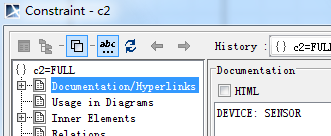 Constraint - c2
abc
History : {} c2=FULL
{} c2=FULL
Documentation/Hyperlinks
Usage in Diagrams
Inner Elements
Relations
Documentation
HTML
DEVICE: SENSOR